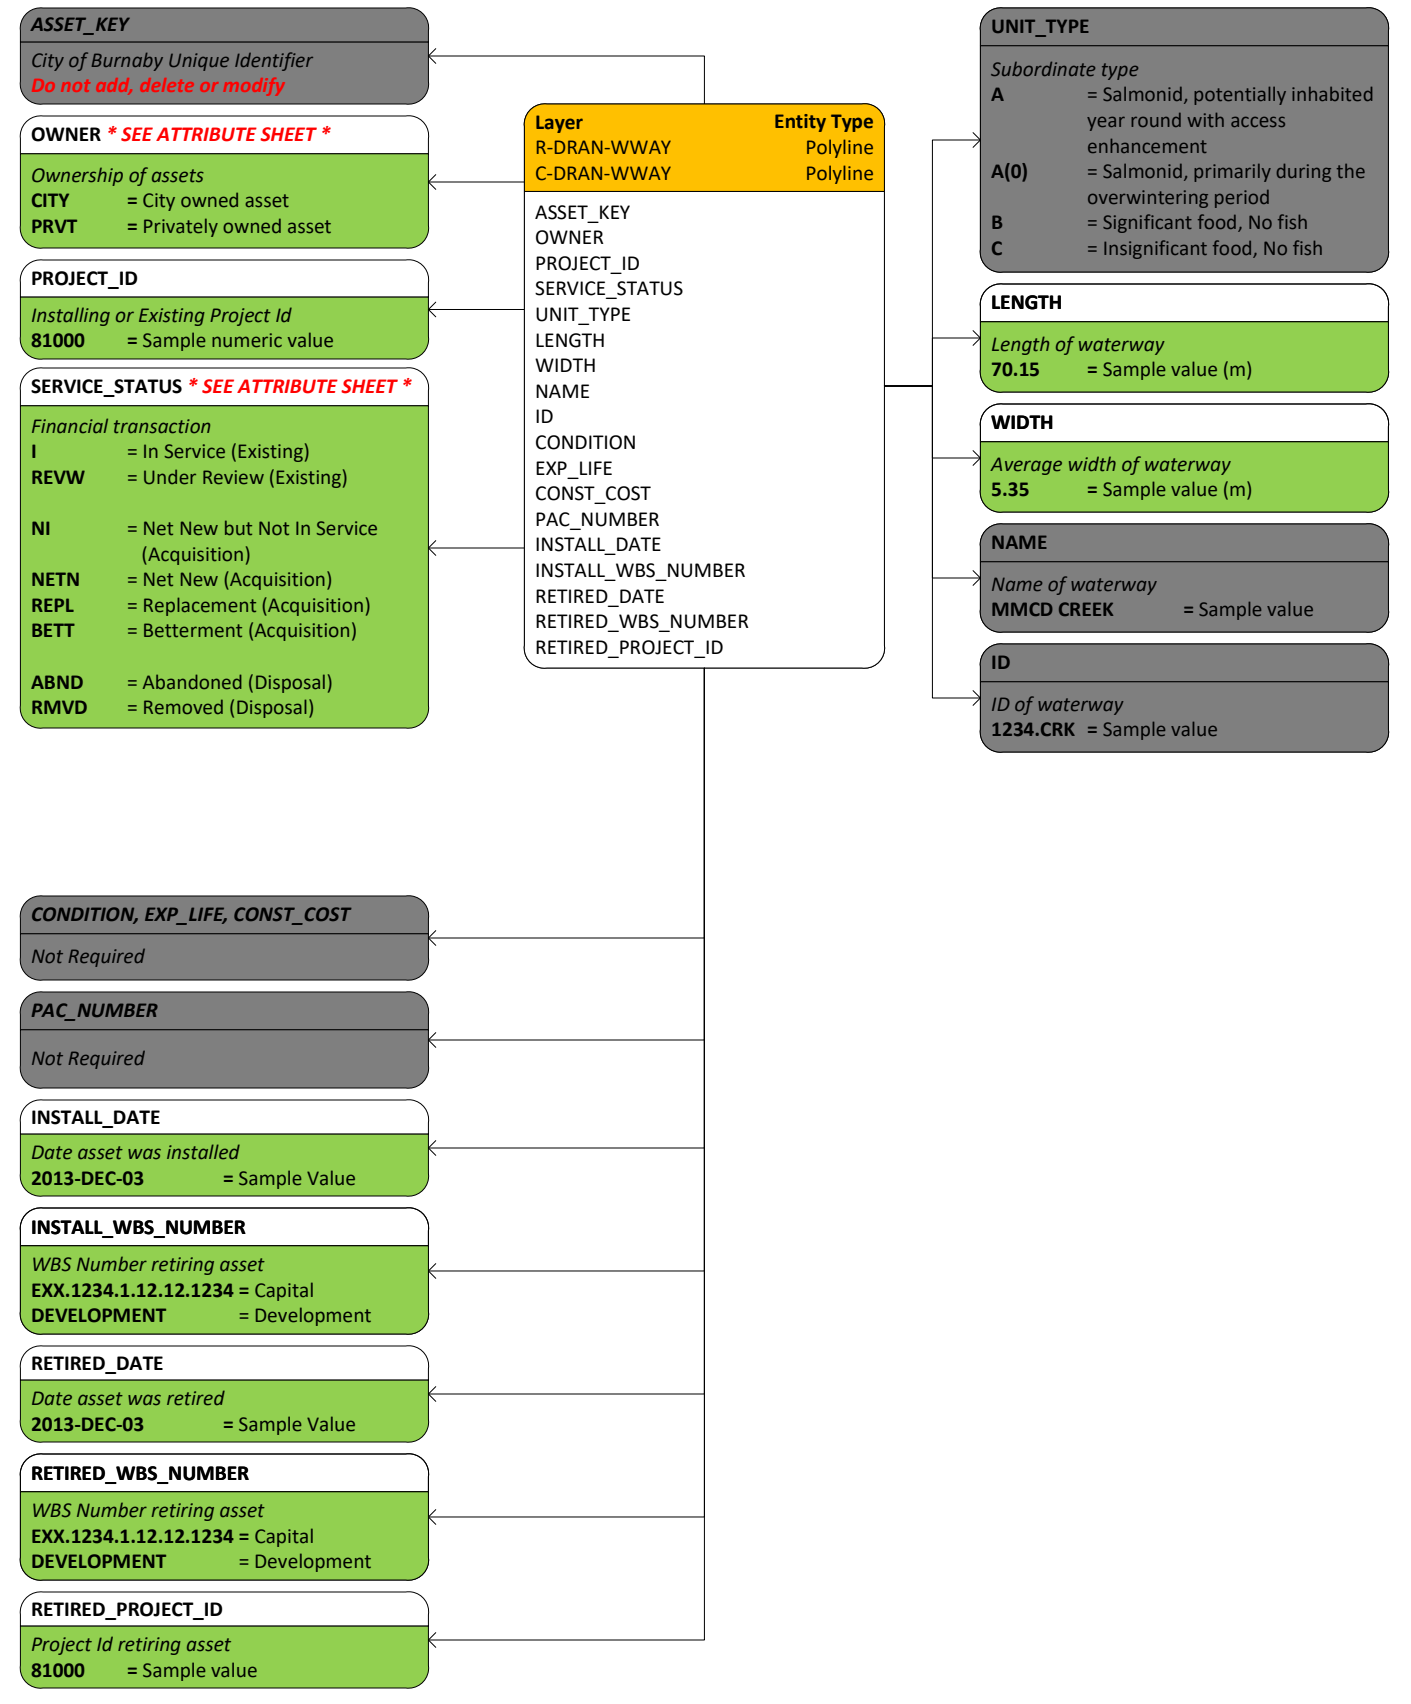 ASSET_KEY
City of Burnaby Unique Identifier
Do not add, delete or modify
OWNER * SEE ATTRIBUTE SHEET *
Ownership of assets
CITY = City owned asset
PRVT = Privately owned asset
PROJECT_ID
Installing or Existing Project Id
81000 = Sample numeric value
SERVICE_STATUS * SEE ATTRIBUTE SHEET *
Financial transaction
I = In Service (Existing)
REVW = Under Review (Existing)
NI = Net New but Not In Service
(Acquisition)
NETN = Net New (Acquisition)
REPL = Replacement (Acquisition)
BETT = Betterment (Acquisition)
ABND = Abandoned (Disposal)
RMVD = Removed (Disposal)
Layer Entity Type
R-DRAN-WWAY Polyline
C-DRAN-WWAY Polyline
ASSET_KEY
OWNER
PROJECT_ID
SERVICE_STATUS
UNIT_TYPE
LENGTH
WIDTH
NAME
ID
CONDITION
EXP_LIFE
CONST_COST
PAC_NUMBER
INSTALL_DATE
INSTALL_WBS_NUMBER
RETIRED_DATE
RETIRED_WBS_NUMBER
RETIRED_PROJECT_ID
UNIT_TYPE
Subordinate type
A = Salmonid, potentially inhabited
year round with access
enhancement
A(0) = Salmonid, primarily during the
overwintering period
B = Significant food, No fish
C = Insignificant food, No fish
LENGTH
Length of waterway
70.15 = Sample value (m)
WIDTH
Average width of waterway
5.35 = Sample value (m)
NAME
Name of waterway
MMCD CREEK = Sample value
ID
ID of waterway
1234.CRK = Sample value
CONDITION, EXP_LIFE, CONST_COST
Not Required
PAC_NUMBER
Not Required
INSTALL_DATE
Date asset was installed
2013-DEC-03 = Sample Value
INSTALL_WBS_NUMBER
WBS Number retiring asset
EXX.1234.1.12.12.1234 = Capital
DEVELOPMENT = Development
RETIRED_DATE
Date asset was retired
2013-DEC-03 = Sample Value
RETIRED_WBS_NUMBER
WBS Number retiring asset
EXX.1234.1.12.12.1234 = Capital
DEVELOPMENT = Development
RETIRED_PROJECT_ID
Project Id retiring asset
81000 = Sample value